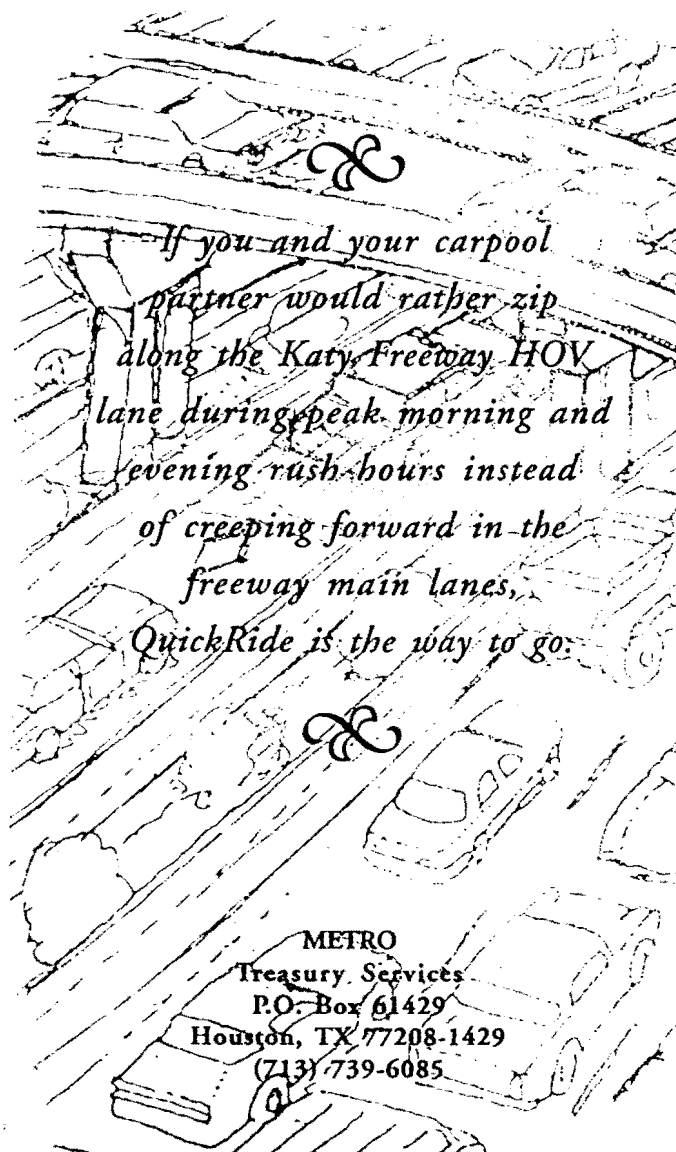 If you and your carpool
partner would rather zip
along the Katy Freeway HOV
lane during peak morning and
evening rush hours instead
of creeping forward in the
freeway main lanes,
QuickRide is the way to go.
METRO
Treasury Services
P.O. Box 61429
Houston, TX 77208-1429
(713) 739-6085